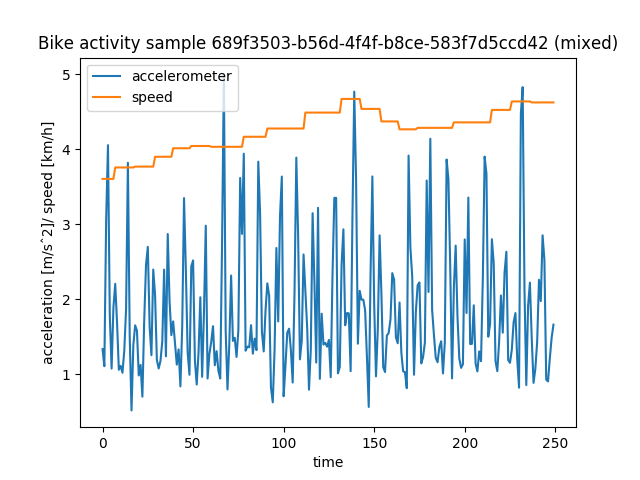 Bike activity sample 689f3503-b56d-4f4f-b8ce-583f7d5ccd42 (mixed)
accelerometer
speed
acceleration [m/s^2]/ speed [km/h]
5
4
3
2
1
0
50
100
150
200
250
time